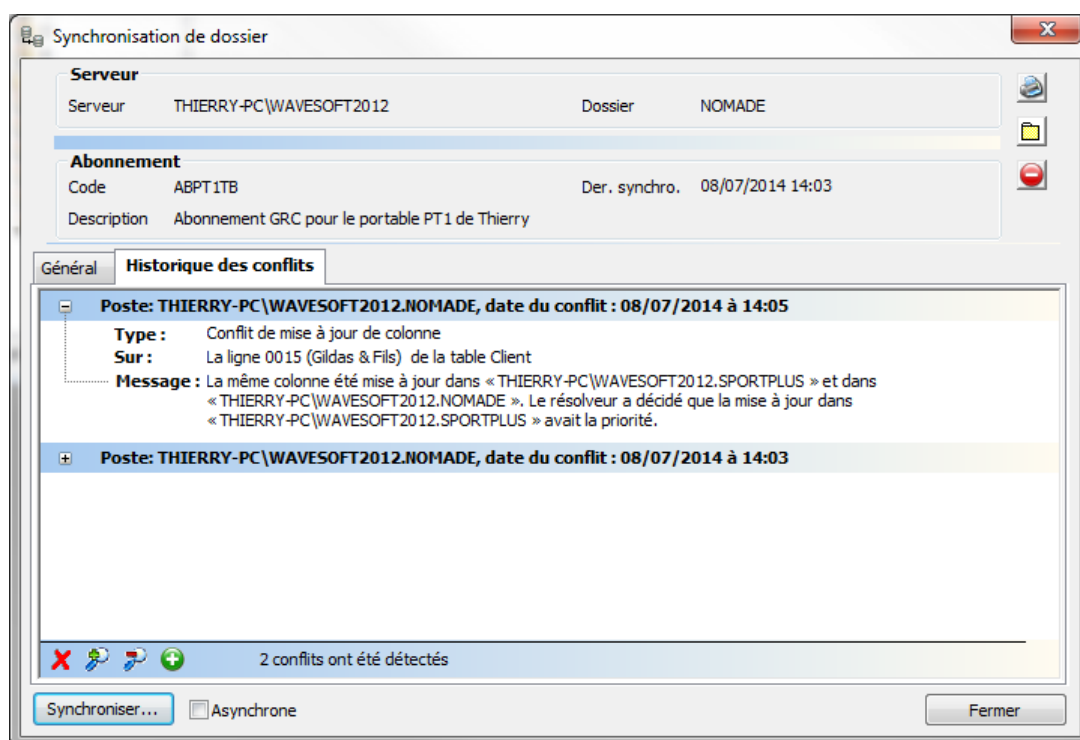 Synchronisation de dossier
Serveur
Serveur THIERRY-PC\WAVESOFT2012 Dossier NOMADE
Abonnement
Code ABPT1TB Der. synchro. 08/07/2014 14:03
Description Abonnement GRC pour le portable PT1 de Thierry
Général Historique des conflits
Poste: THIERRY-PC\WAVESOFT2012.NOMADE, date du conflit : 08/07/2014 à 14:05
Type : Conflit de mise à jour de colonne
Sur : La ligne 0015 (Gildas & Fils) de la table Client
Message : La même colonne été mise à jour dans « THIERRY-PC\WAVESOFT2012.SPORTPLUS » et dans
« THIERRY-PC\WAVESOFT2012.NOMADE ». Le résolveur a décidé que la mise à jour dans
« THIERRY-PC\WAVESOFT2012.SPORTPLUS » avait la priorité.
Poste: THIERRY-PC\WAVESOFT2012.NOMADE, date du conflit : 08/07/2014 à 14:03
2 conflits ont été détectés
Synchroniser... Asynchrone Fermer